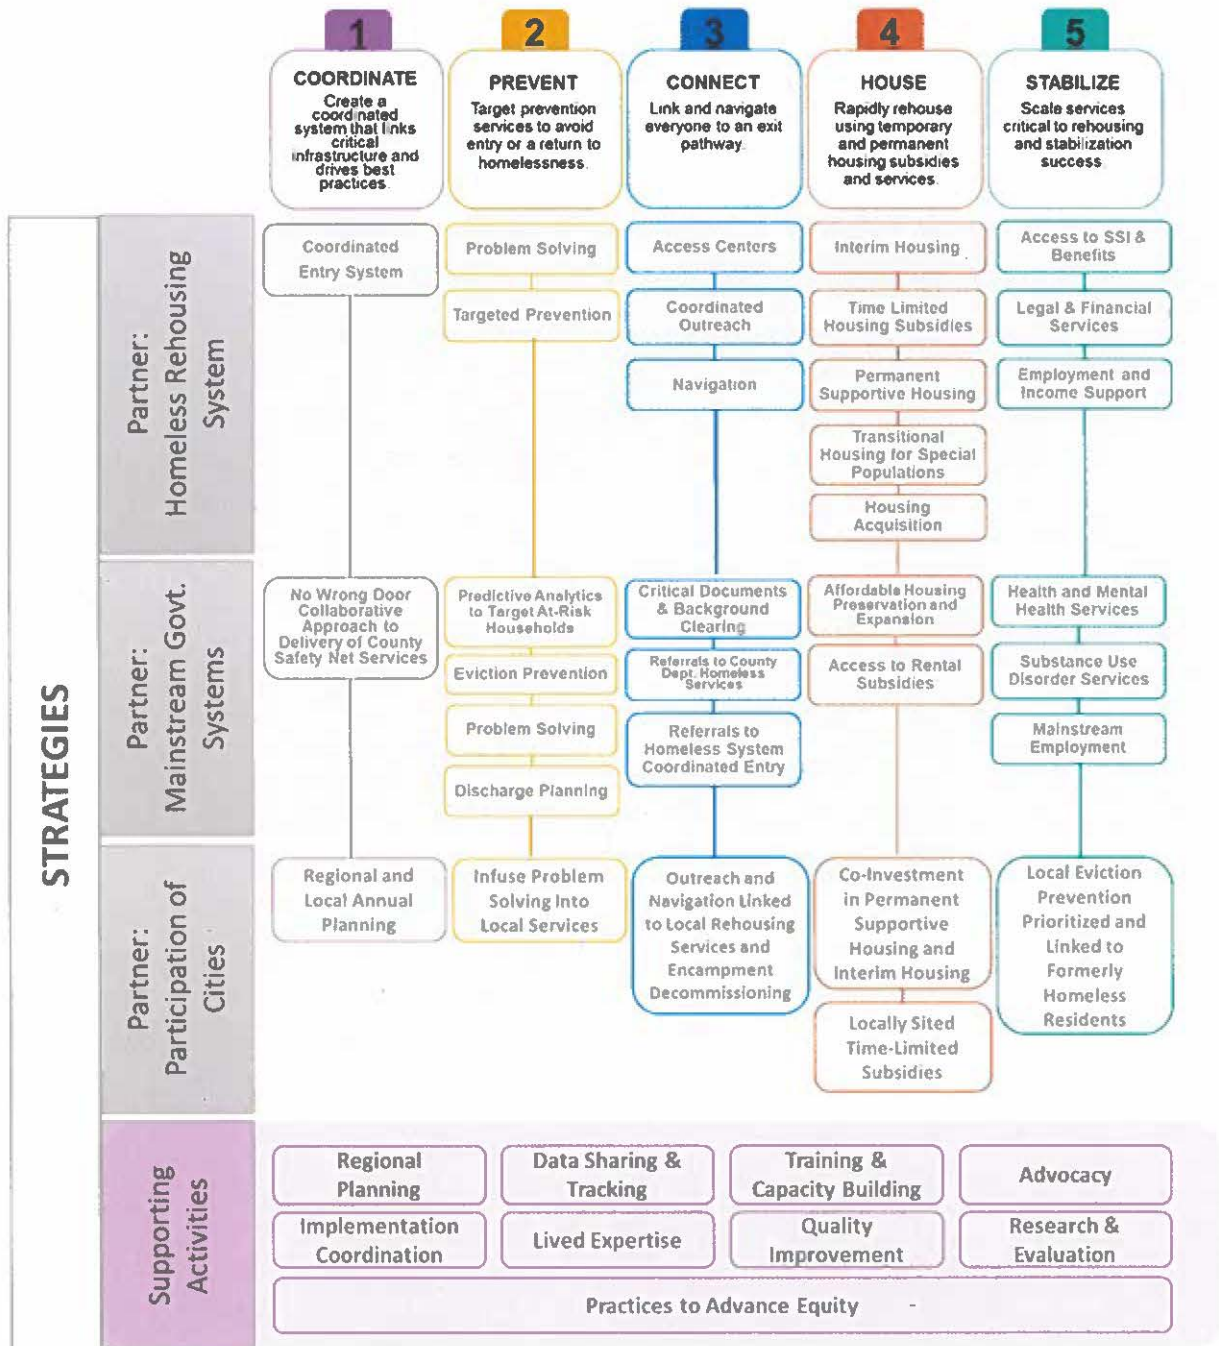 1
COORDINATE
Create a
coordinated
system that links
critical
infrastructure and
drives best
practices.
2
PREVENT
Target prevention
services to avoid
entry or a return to
homelessness.
3
CONNECT
Link and navigate
everyone to an exit
pathway.
4
HOUSE
Rapidly rehouse
using temporary
and permanent
housing subsidies
and services.
5
STABILIZE
Scale services
critical to rehousing
and stabilization
success.
STRATEGIES
Partner:
Homeless Rehousing
System
Coordinated
Entry System
Problem Solving
Targeted Prevention
Access Centers
Coordinated
Outreach
Navigation
Interim Housing
Time Limited
Housing Subsidies
Permanent
Supportive Housing
Transitional
Housing for Special
Populations
Housing
Acquisition
Access to SSI &
Benefits
Legal & Financial
Services
Employment and
Income Support
Partner:
Mainstream Govt.
Systems
No Wrong Door
Collaborative
Approach to
Delivery of County
Safety Net Services
Predictive Analytics
to Target At-Risk
Households
Eviction Prevention
Problem Solving
Discharge Planning
Critical Documents
& Background
Clearing
Referrals to County
Dept. Homeless
Services
Referrals to
Homeless System
Coordinated Entry
Affordable Housing
Preservation and
Expansion
Access to Rental
Subsidies
Health and Mental
Health Services
Substance Use
Disorder Services
Mainstream
Employment
Partner:
Participation of
Cities
Regional and
Local Annual
Planning
Infuse Problem
Solving Into
Local Services
Outreach and
Navigation Linked
to Local Rehousing
Services and
Encampment
Decommissioning
Co-Investment
in Permanent
Supportive
Housing and
Interim Housing
Locally Sited
Time-Limited
Subsidies
Local Eviction
Prevention
Prioritized and
Linked to
Formerly
Homeless
Residents
Supporting
Activities
Regional
Planning
Data Sharing &
Tracking
Training &
Capacity Building
Advocacy
Implementation
Coordination
Lived Expertise
Quality
Improvement
Research &
Evaluation
Practices to Advance Equity